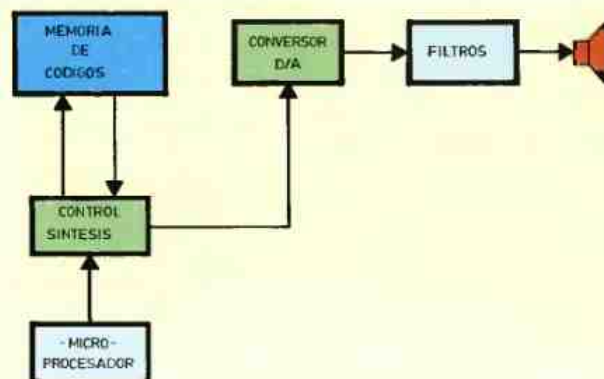 MEMORIA
DE
CODIGOS
CONVERSOR
D/A
FILTROS
CONTROL
SINTESIS
- MICRO -
PROCESADOR